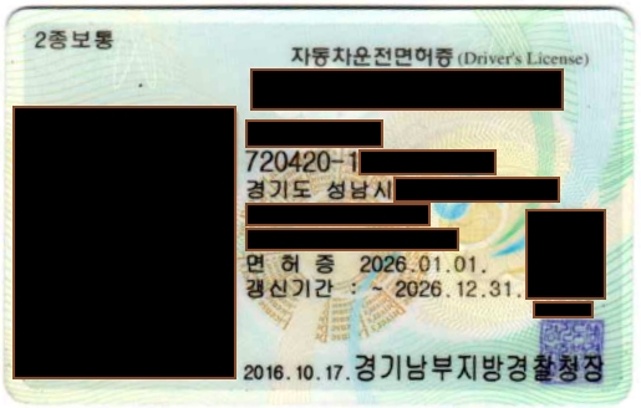 2종보통
자동차운전면허증 (Driver's License)
720420-1
경기도 성남시
면 허 증 2026.01.01.
갱신기간 : ~ 2026.12.31.
2016.10.17. 경기남부지방경찰청장